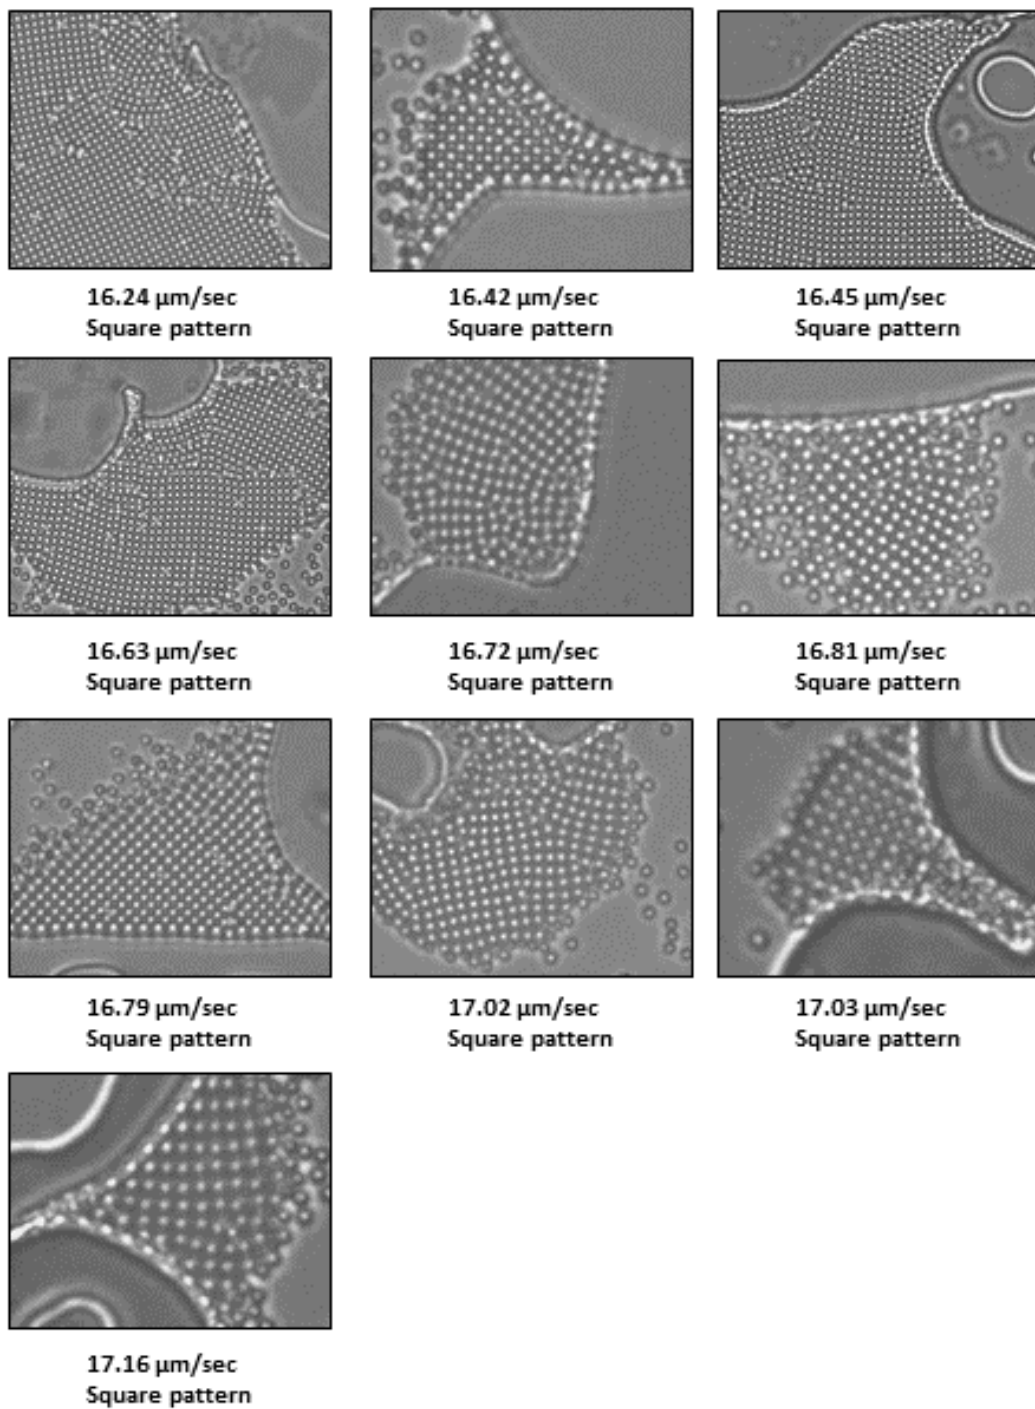 16.24 µm/sec
Square pattern
16.42 µm/sec
Square pattern
16.45 µm/sec
Square pattern
16.63 µm/sec
Square pattern
16.72 µm/sec
Square pattern
16.81 µm/sec
Square pattern
16.79 µm/sec
Square pattern
17.02 µm/sec
Square pattern
17.03 µm/sec
Square pattern
17.16 µm/sec
Square pattern